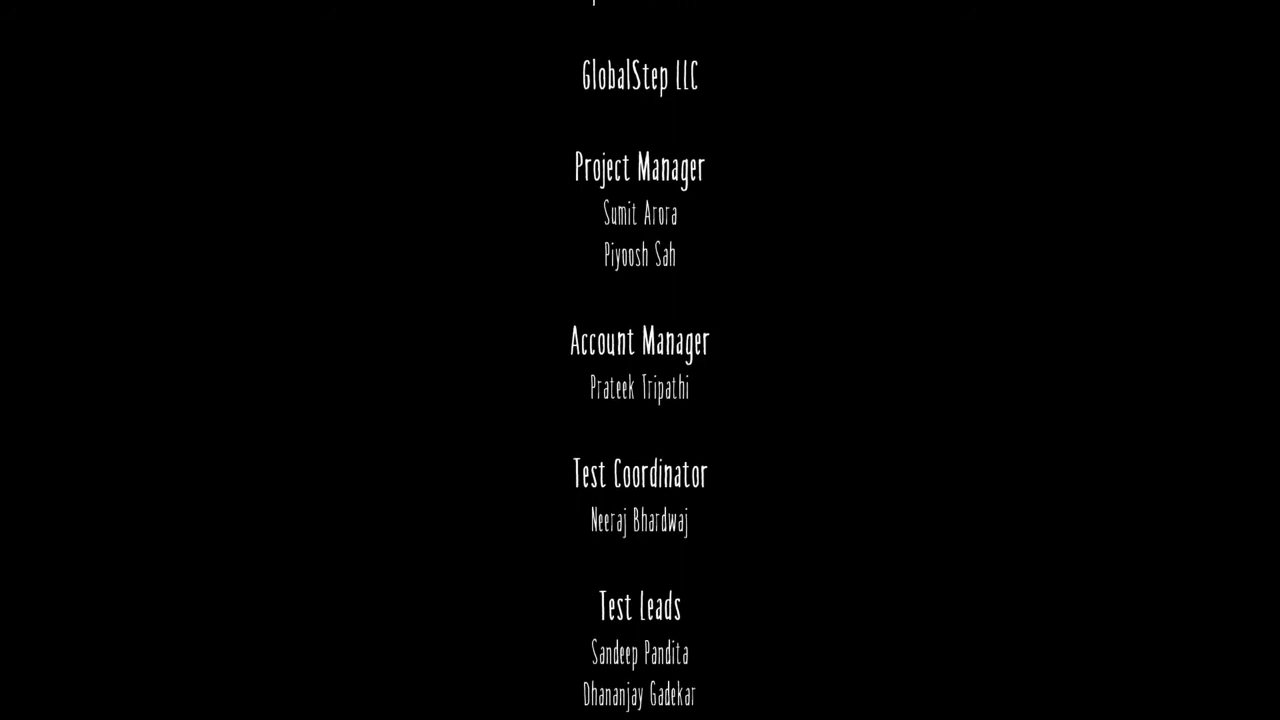 GlobalStep LLC
Project Manager
Sumit Arora
Piyoosh Sah
Account Manager
Prateek Tripathi
Test Coordinator
Neeraj Bhardwaj
Test Leads
Sandeep Pandita
Dhananjay Gadekar